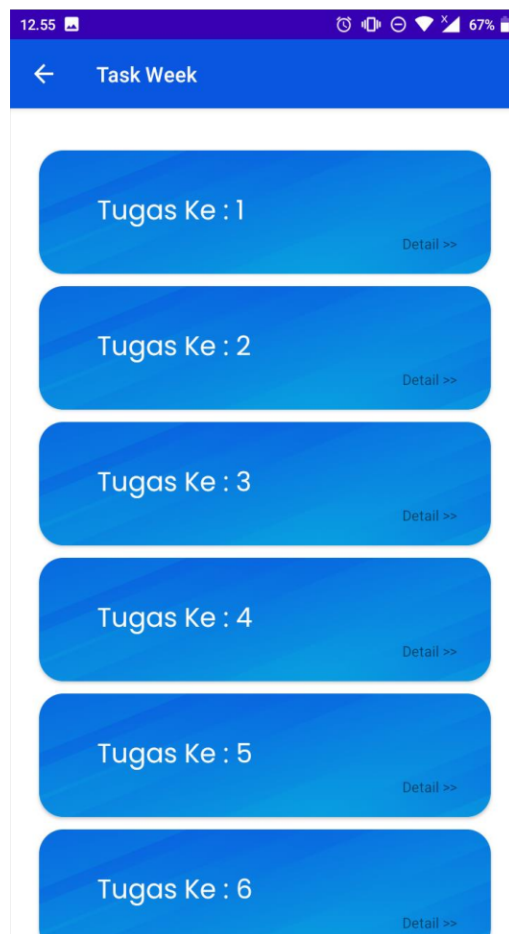 12.55 67%
Task Week
Tugas Ke : 1
Detail >>
Tugas Ke : 2
Detail >>
Tugas Ke : 3
Detail >>
Tugas Ke : 4
Detail >>
Tugas Ke : 5
Detail >>
Tugas Ke : 6
Detail >>